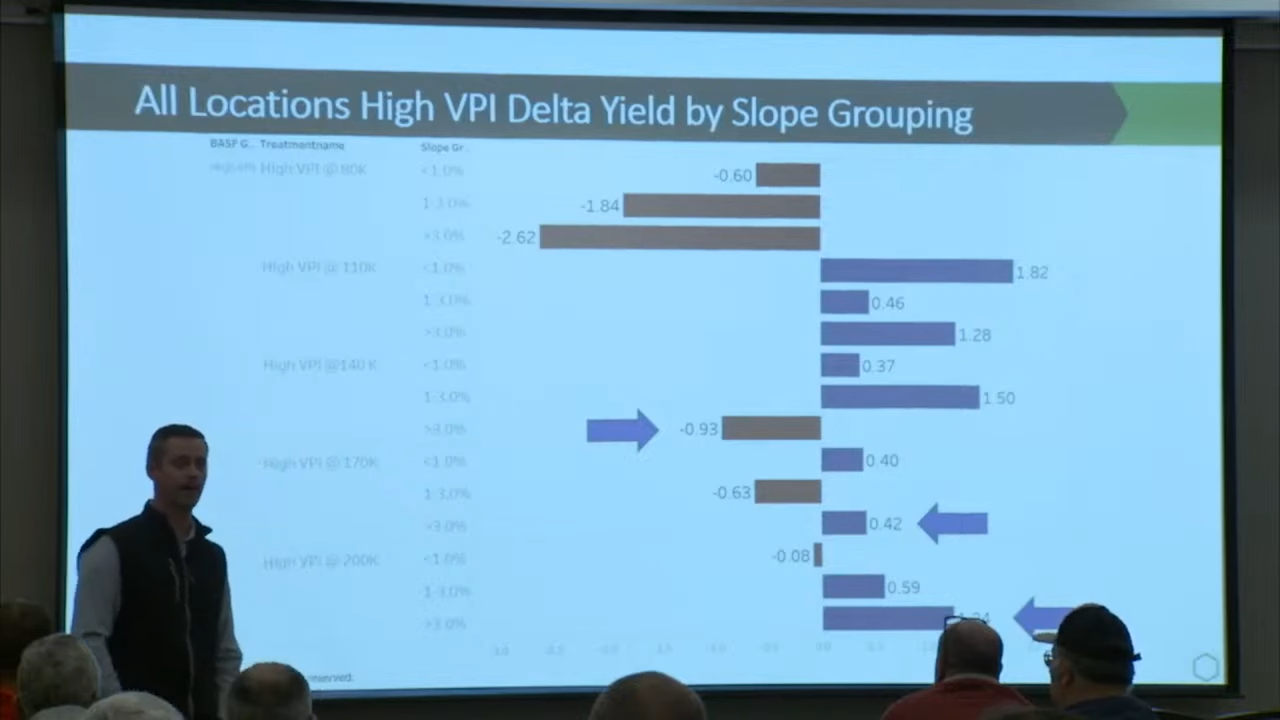 All Locations High VPI Delta Yield by Slope Grouping
BASF G.. Treatmentname Slope Gr..
High VPI @ 80K <1.0% -0.60
1-3.0% -1.84
>3.0% -2.62
High VPI @ 110K <1.0% 1.82
1-3.0% 0.46
>3.0% 1.28
High VPI @140 K <1.0% 0.37
1-3.0% 1.50
>3.0% -0.93
High VPI @ 170K <1.0% 0.40
1-3.0% -0.63
>3.0% 0.42
High VPI @ 200K <1.0% -0.08
1-3.0% 0.59
>3.0%